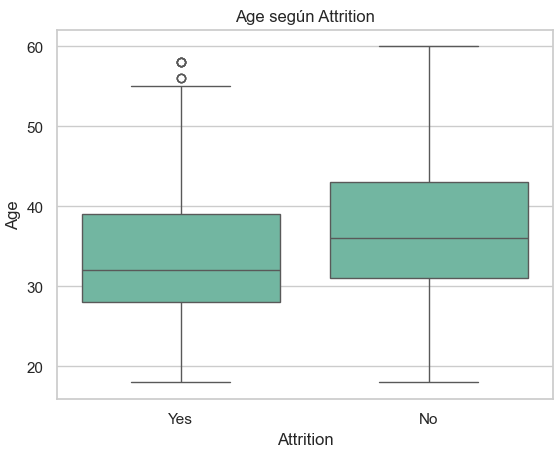 Age según Attrition
60
50
40
30
20
Age
Yes
No
Attrition